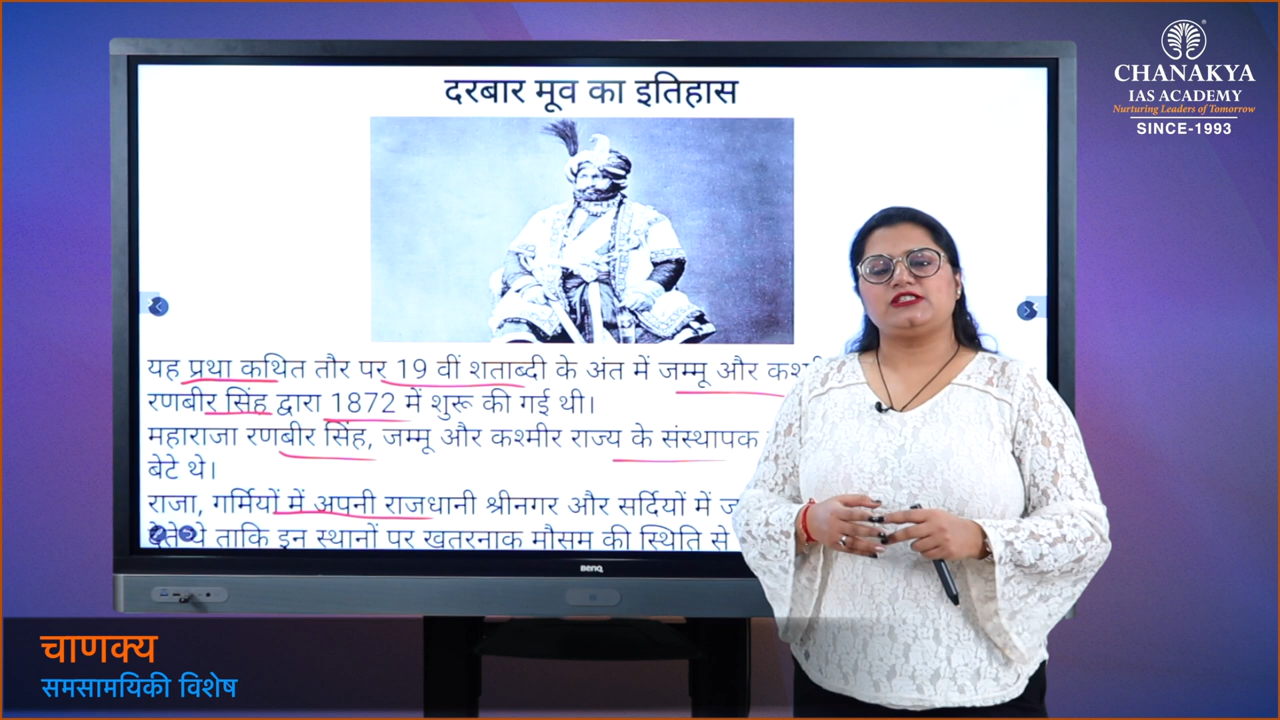 दरबार मूव का इतिहास
यह प्रथा कथित तौर पर 19 वीं शताब्दी के अंत में जम्मू और
रणबीर सिंह द्वारा 1872 में शुरू की गई थी।
महाराजा रणबीर सिंह, जम्मू और कश्मीर राज्य के संस्थापक
बेटे थे।
राजा, गर्मियों में अपनी राजधानी श्रीनगर और सर्दियों में
देते थे ताकि इन स्थानों पर खतरनाक मौसम की स्थिति से
BenQ
CHANAKYA
IAS ACADEMY
Nurturing Leaders of Tomorrow
SINCE-1993
चाणक्य
समसामयिकी विशेष